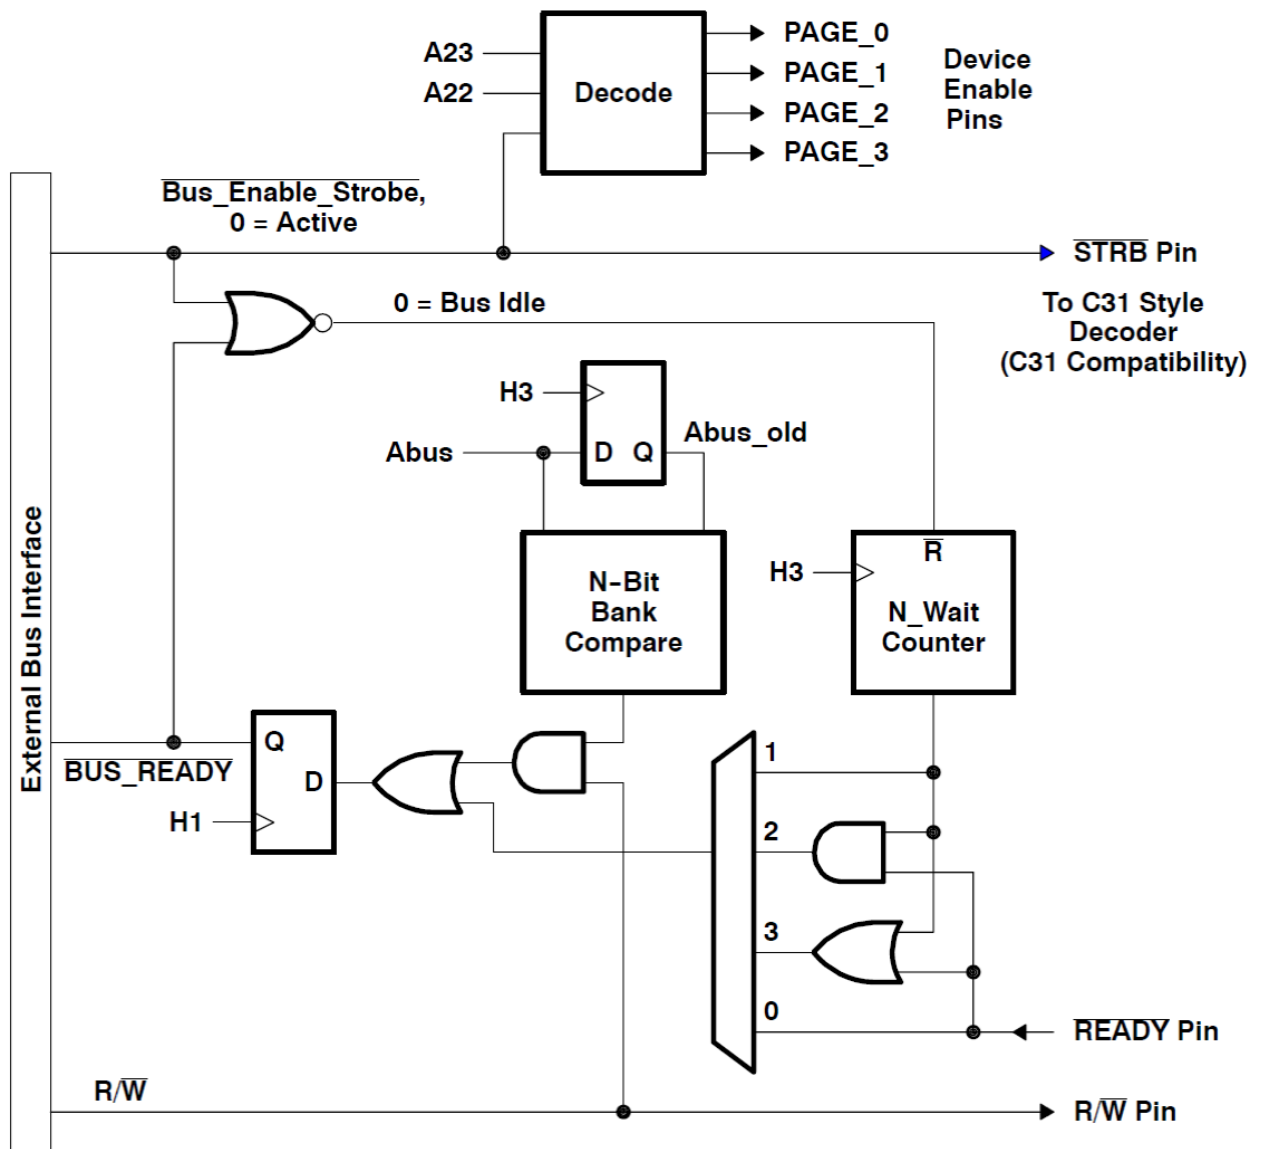 A23
A22
Decode
PAGE_0
PAGE_1
PAGE_2
PAGE_3
Device
Enable
Pins
Bus_Enable_Strobe,
0 = Active
STRB Pin
0 = Bus Idle
To C31 Style
Decoder
(C31 Compatibility)
H3
Abus
D Q
Abus_old
External Bus Interface
N-Bit
Bank
Compare
H3
R
N_Wait
Counter
Q
BUS_READY
D
H1
1
2
3
0
READY Pin
R/W
R/W Pin